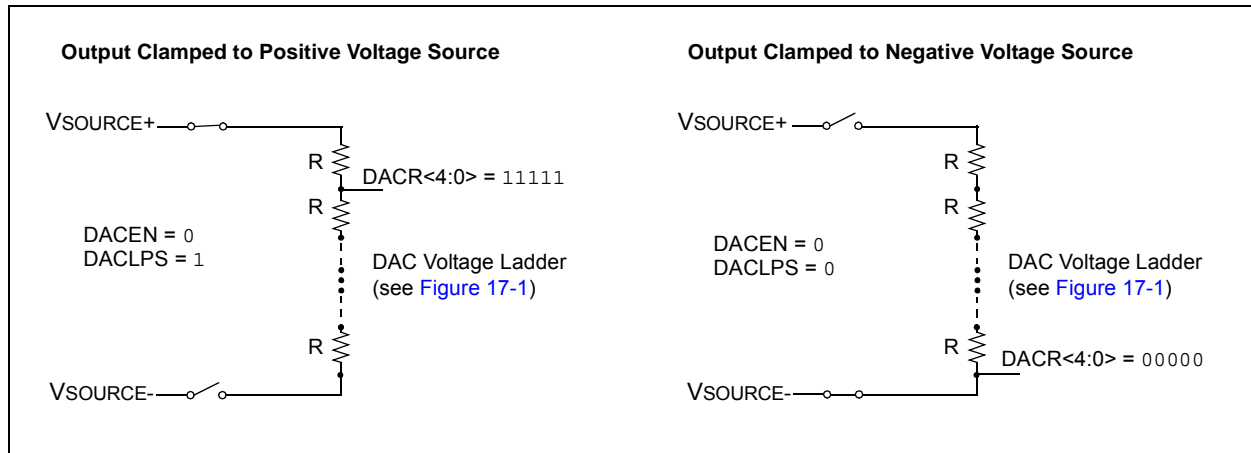 Output Clamped to Positive Voltage Source
VSOURCE+
R
DACR<4:0> = 11111
R
DACEN = 0
DACLPS = 1
DAC Voltage Ladder
(see Figure 17-1)
R
VSOURCE-
Output Clamped to Negative Voltage Source
VSOURCE+
R
R
DACEN = 0
DACLPS = 0
DAC Voltage Ladder
(see Figure 17-1)
R
DACR<4:0> = 00000
VSOURCE-